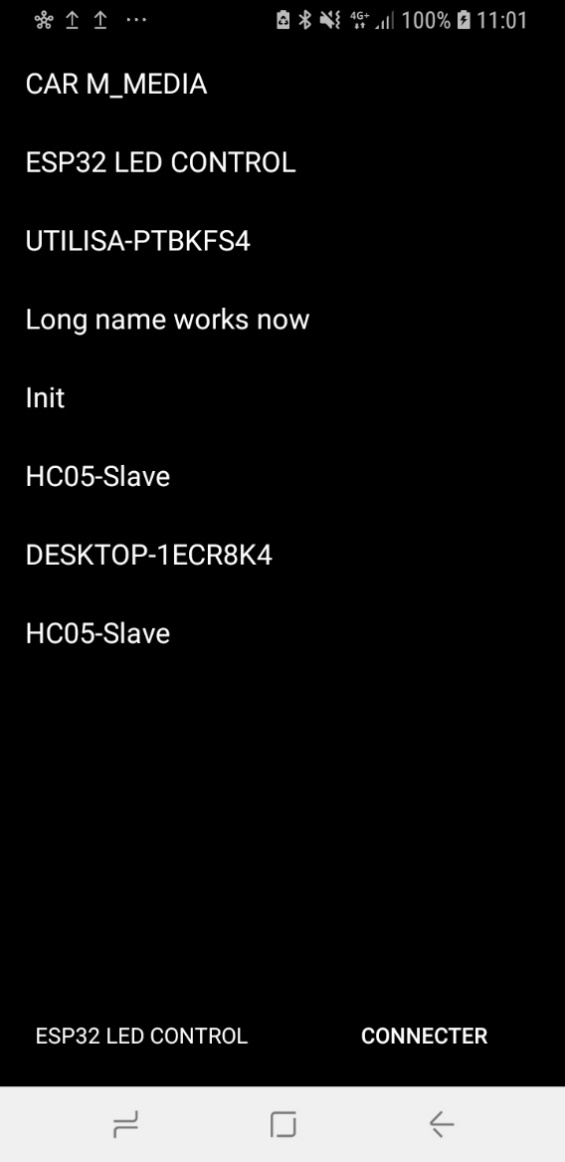 4G+ 100% 11:01
CAR M_MEDIA
ESP32 LED CONTROL
UTILISA-PTBKFS4
Long name works now
Init
HC05-Slave
DESKTOP-1ECR8K4
HC05-Slave
ESP32 LED CONTROL CONNECTER